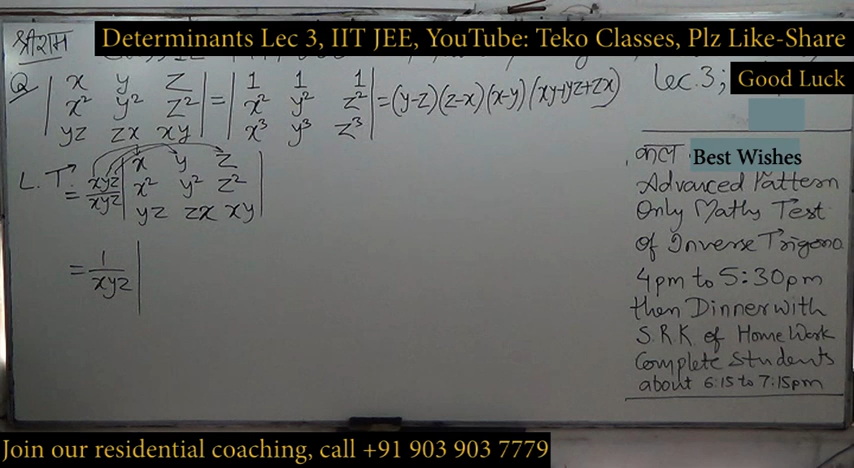 श्रीराम
Determinants Lec 3, IIT JEE, YouTube: Teko Classes, Plz Like-Share
Lec.3; Good Luck
Q | x y z | = | 1 1 1 | = (y-z)(z-x)(x-y)(xy+yz+zx)
| x² y² z² | | x² y² z² |
| yz zx xy | | x³ y³ z³ |
L.T. = xyz/xyz | x y z |
| x² y² z² |
| yz zx xy |
= 1/xyz |
कल Best Wishes
Advanced Pattern
Only Maths Test
of Inverse Trigono
4pm to 5:30pm
then Dinner with
S.R.K. of Home Work
Complete Students
about 6:15 to 7:15pm
Join our residential coaching, call +91 903 903 7779